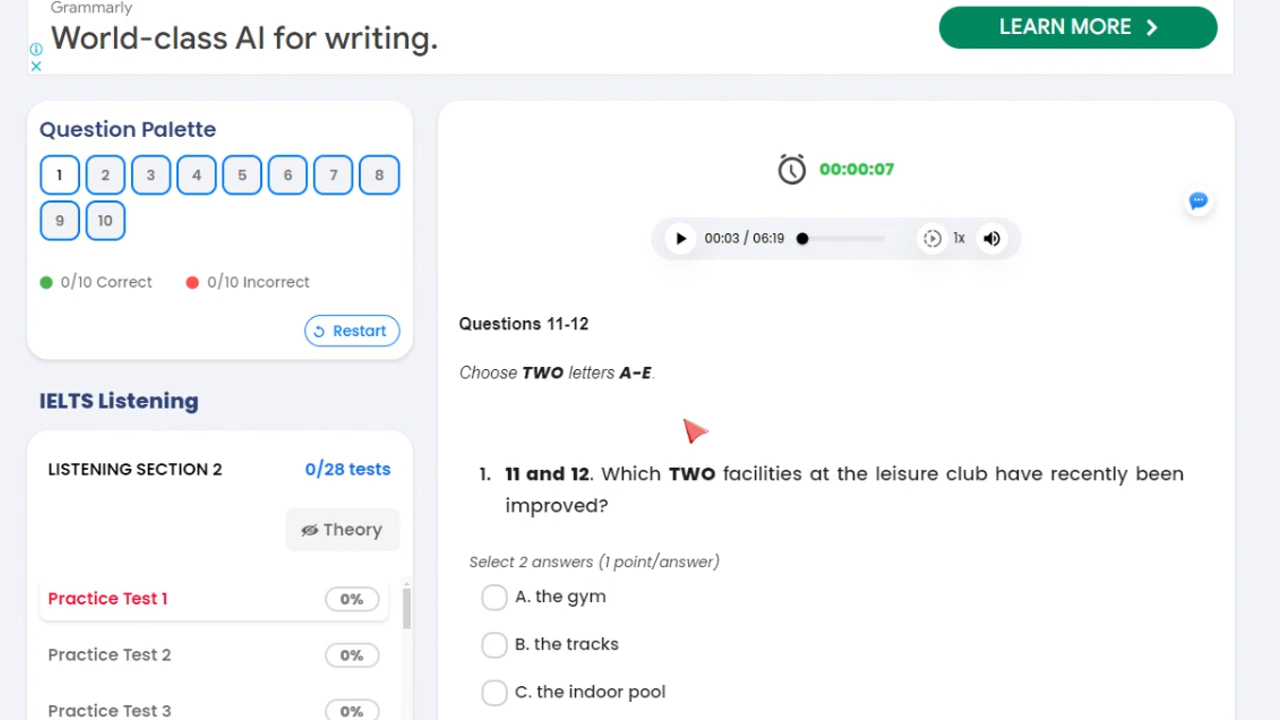 Grammarly
World-class AI for writing.
LEARN MORE
Question Palette
1 2 3 4 5 6 7 8
9 10
0/10 Correct 0/10 Incorrect
Restart
IELTS Listening
LISTENING SECTION 2 0/28 tests
Theory
Practice Test 1 0%
Practice Test 2 0%
Practice Test 3 0%
00:00:07
00:03 / 06:19 1x
Questions 11-12
Choose TWO letters A-E.
1. 11 and 12. Which TWO facilities at the leisure club have recently been
improved?
Select 2 answers (1 point/answer)
A. the gym
B. the tracks
C. the indoor pool